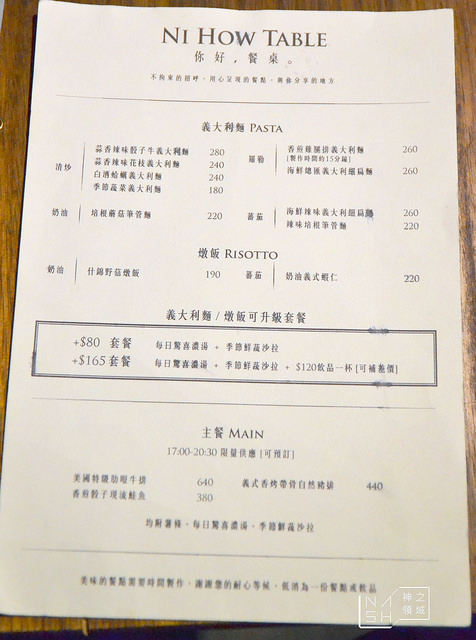 NI HOW TABLE
你好，餐桌。
不拘束的招呼，用心呈現的餐點，與你分享的地方
義大利麵 PASTA
清炒
蒜香辣味骰子牛義大利麵 280
蒜香辣味花枝義大利麵 240
白酒蛤蠣義大利麵 240
季節蔬菜義大利麵 180
羅勒
香煎雞腿排義大利麵 260
[製作時間約15分鐘]
海鮮總匯義大利細扁麵 260
奶油 培根蘑菇筆管麵 220
蕃茄
海鮮辣味義大利細扁麵 260
辣味培根筆管麵 220
燉飯 RISOTTO
奶油 什錦野菇燉飯 190
蕃茄 奶油義式蝦仁 220
義大利麵 / 燉飯可升級套餐
+$80 套餐 每日驚喜濃湯 + 季節鮮蔬沙拉
+$165 套餐 每日驚喜濃湯 + 季節鮮蔬沙拉 + $120飲品一杯 [可補差價]
主餐 MAIN
17:00-20:30 限量供應 [可預訂]
美國特級肋眼牛排 640
香煎骰子現流鮭魚 380
義式香烤帶骨自然豬排 440
均附薯條、每日驚喜濃湯、季節鮮蔬沙拉
美味的餐點需要時間製作，謝謝您的耐心等候，低消為一份餐點或飲品
NASH 神之領域